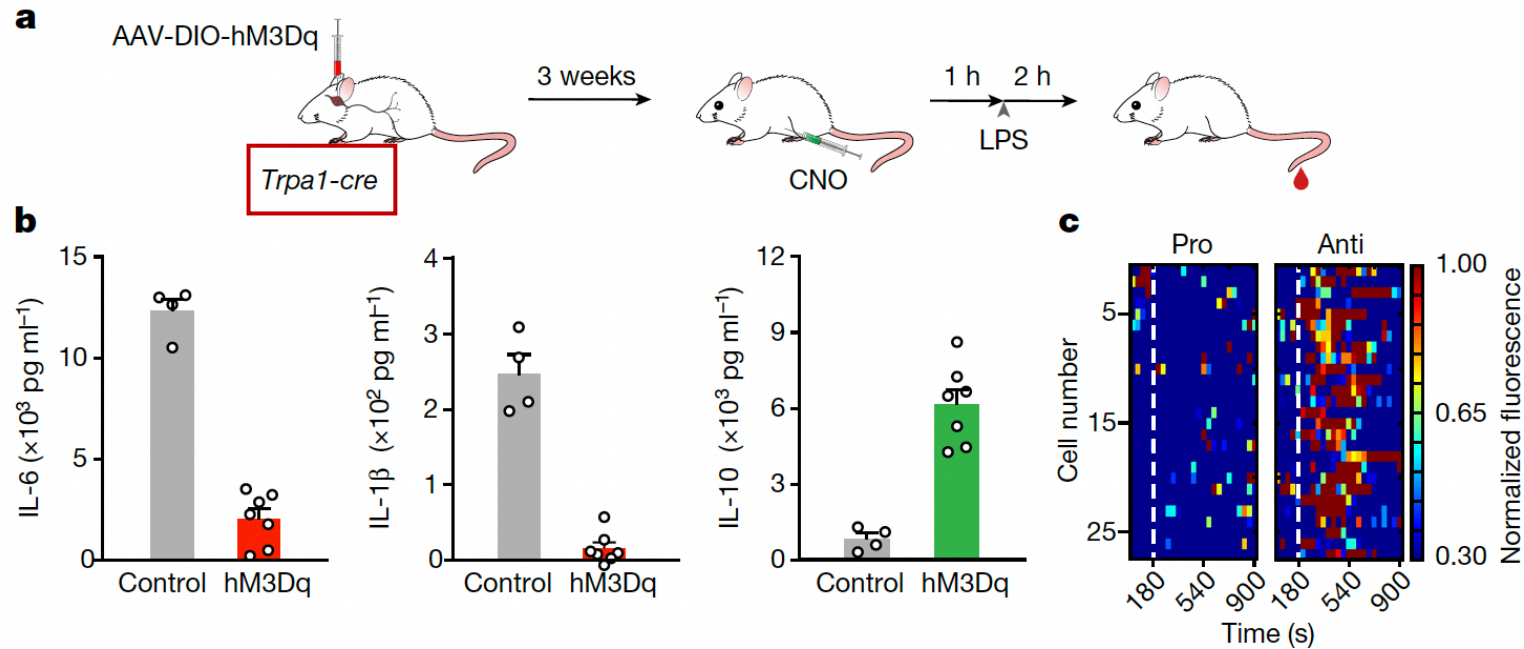 a
AAV-DIO-hM3Dq
Trpa1-cre
3 weeks
CNO
1 h
2 h
LPS
b
IL-6 (×10³ pg ml⁻¹)
15
10
5
0
Control
hM3Dq
IL-1β (×10² pg ml⁻¹)
4
3
2
1
0
Control
hM3Dq
IL-10 (×10³ pg ml⁻¹)
12
9
6
3
0
Control
hM3Dq
c
Pro
Anti
Cell number
5
15
25
180
540
900
180
540
900
Time (s)
1.00
0.65
0.30
Normalized fluorescence